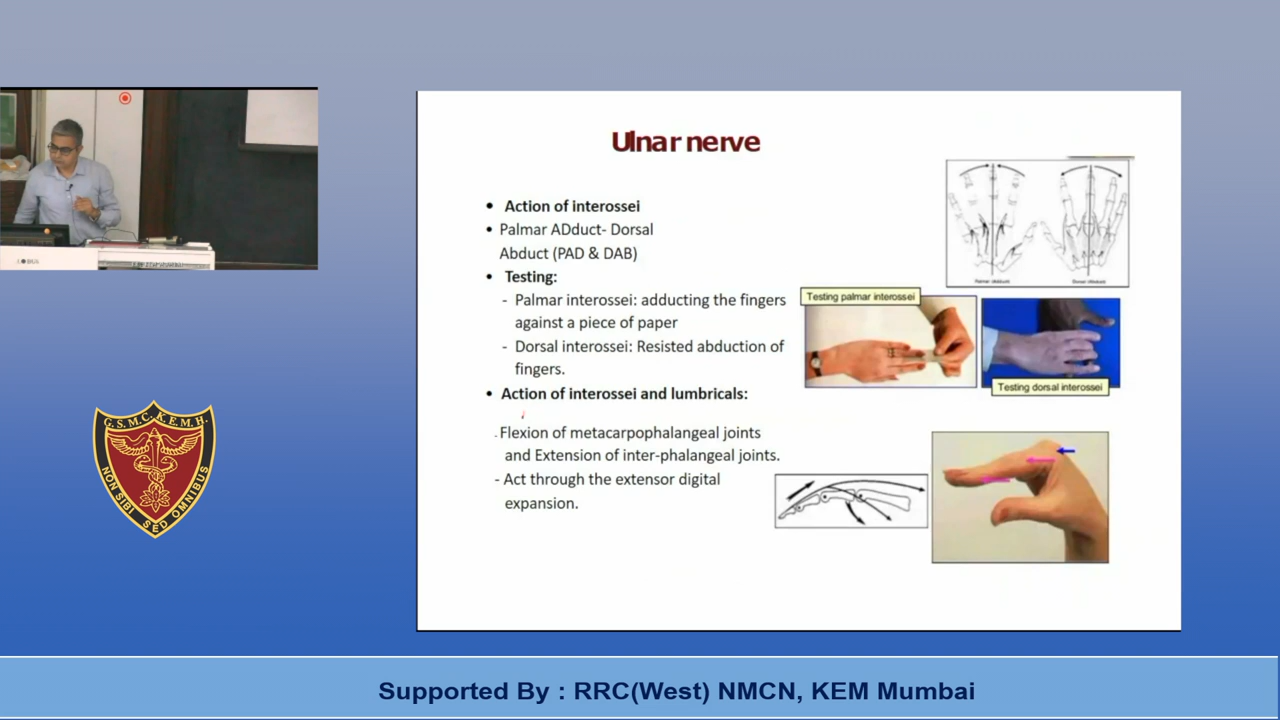 Ulnar nerve
• Action of interossei
• Palmar ADduct- Dorsal
Abduct (PAD & DAB)
• Testing:
- Palmar interossei: adducting the fingers
against a piece of paper
- Dorsal interossei: Resisted abduction of
fingers.
• Action of interossei and lumbricals:
Flexion of metacarpophalangeal joints
and Extension of inter-phalangeal joints.
- Act through the extensor digital
expansion.
Testing palmar interossei
Testing dorsal interossei
G.S.M.C. K.E.M.H.
NON SIBI SED OMNIBUS
Supported By : RRC(West) NMCN, KEM Mumbai